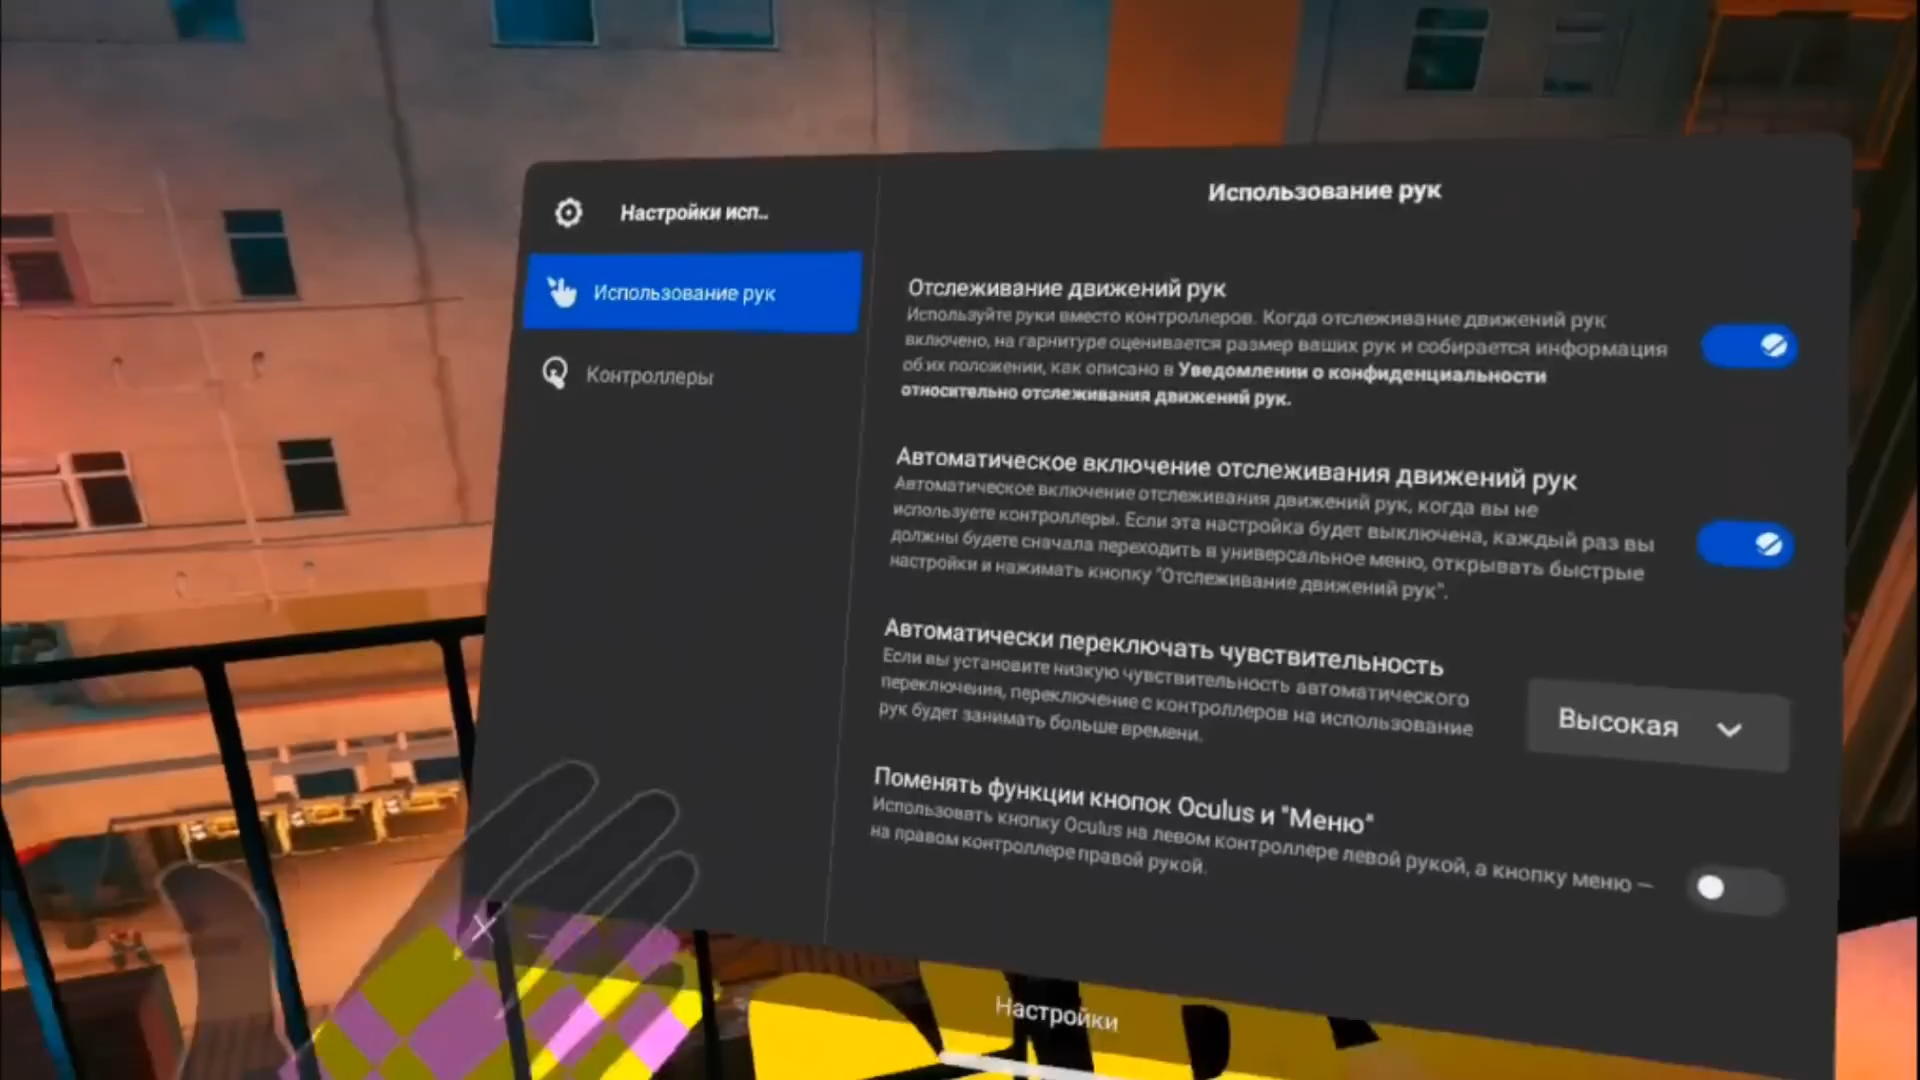 Настройки исп..
Использование рук
Контроллеры
Использование рук
Отслеживание движений рук
Используйте руки вместо контроллеров. Когда отслеживание движений рук
включено, на гарнитуре оценивается размер ваших рук и собирается информация
об их положении, как описано в Уведомлении о конфиденциальности
относительно отслеживания движений рук.
Автоматическое включение отслеживания движений рук
Автоматическое включение отслеживания движений рук, когда вы не
используете контроллеры. Если эта настройка будет выключена, каждый раз вы
должны будете сначала переходить в универсальное меню, открывать быстрые
настройки и нажимать кнопку "Отслеживание движений рук".
Автоматически переключать чувствительность
Если вы установите низкую чувствительность автоматического
переключения, переключение с контроллеров на использование
рук будет занимать больше времени.
Высокая
Поменять функции кнопок Oculus и "Меню"
Использовать кнопку Oculus на левом контроллере левой рукой, а кнопку меню —
на правом контроллере правой рукой.
Настройки